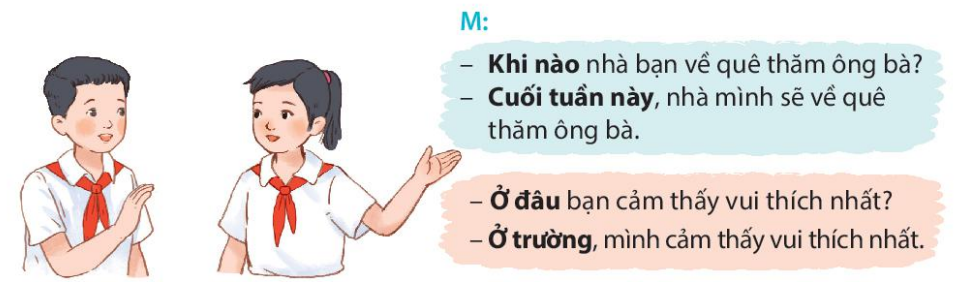 M:
– Khi nào nhà bạn về quê thăm ông bà?
– Cuối tuần này, nhà mình sẽ về quê
thăm ông bà.
– Ở đâu bạn cảm thấy vui thích nhất?
– Ở trường, mình cảm thấy vui thích nhất.